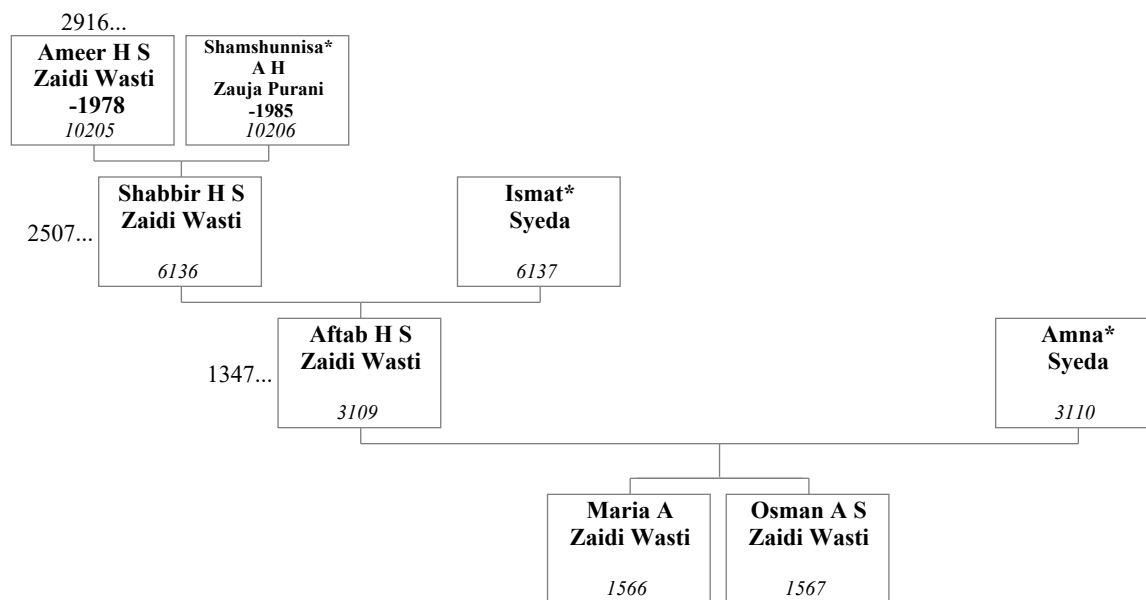 2916...
Ameer H S
Zaidi Wasti
-1978
10205
Shamshunnisa*
A H
Zauja Purani
-1985
10206
2507...
Shabbir H S
Zaidi Wasti
6136
Ismat*
Syeda
6137
1347...
Aftab H S
Zaidi Wasti
3109
Amna*
Syeda
3110
Maria A
Zaidi Wasti
1566
Osman A S
Zaidi Wasti
1567